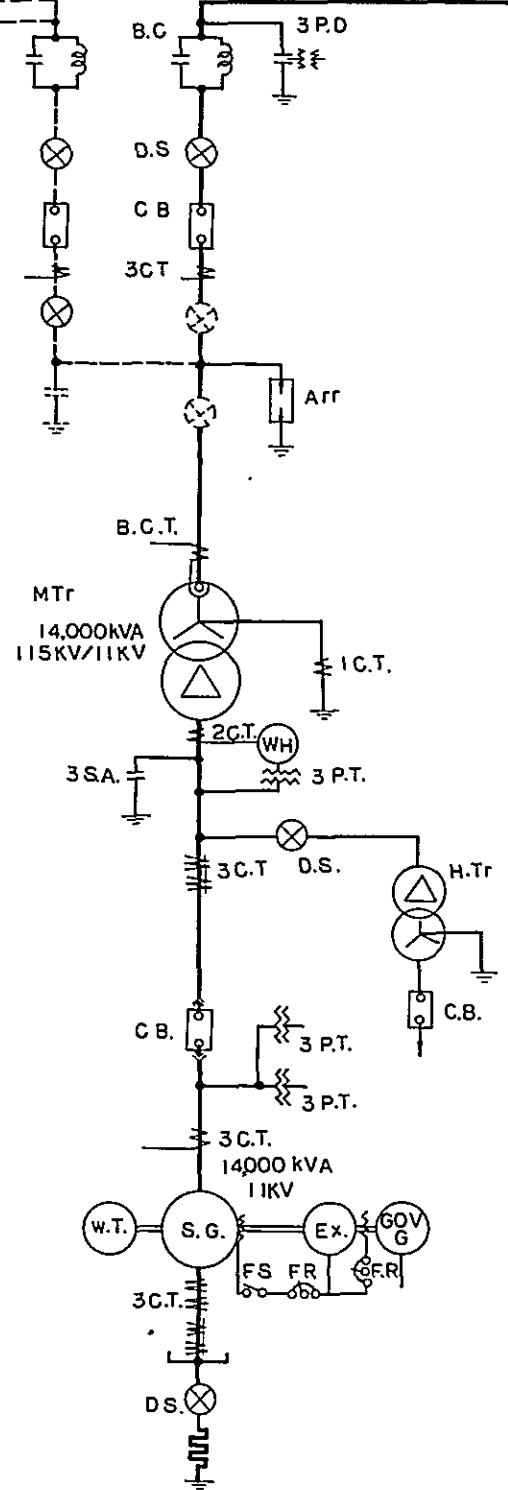 B.C
3 P.D
D.S
C B
3CT
Arr
B.C.T.
MTr
14,000kVA
115KV/11KV
1 C.T.
2C.T.
WH
3 S.A.
3 P.T.
3 C.T
D.S.
H.Tr
C B.
C.B.
3 P.T.
3 P.T.
3 C.T.
14,000 kVA
11KV
W.T.
S.G.
Ex.
GOV
G
FS
FR
F.R
3C.T.
DS.